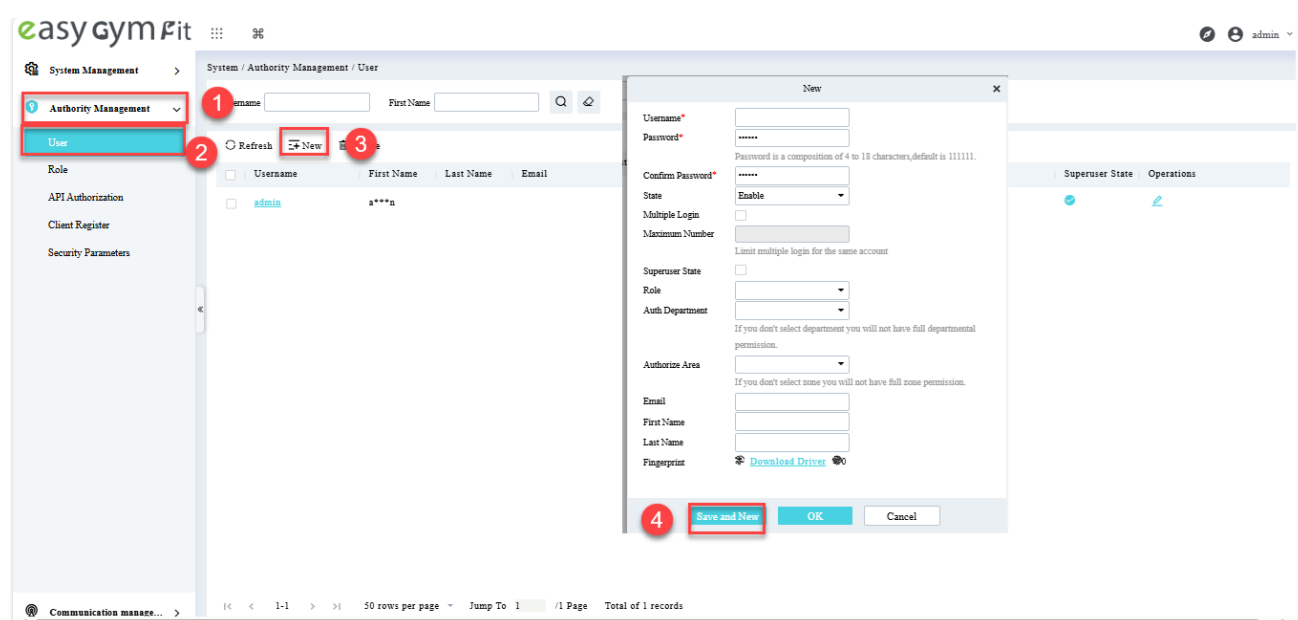 easy Gym Fit
admin
System Management
System / Authority Management / User
Authority Management
1
First Name
User
2
Refresh
New
3
Role
Username First Name Last Name Email
Superuser State Operations
admin a***n
API Authorization
Client Register
Security Parameters
New
Username*
Password* ••••••
Password is a composition of 4 to 18 characters,default is 111111.
Confirm Password* ••••••
State Enable
Multiple Login
Maximum Number
Limit multiple login for the same account
Superuser State
Role
Auth Department
If you don't select department you will not have full departmental
permission.
Authorize Area
If you don't select zone you will not have full zone permission.
Email
First Name
Last Name
Fingerprint Download Driver 0
4
Save and New OK Cancel
Communication manage...
1-1 50 rows per page Jump To 1 /1 Page Total of 1 records